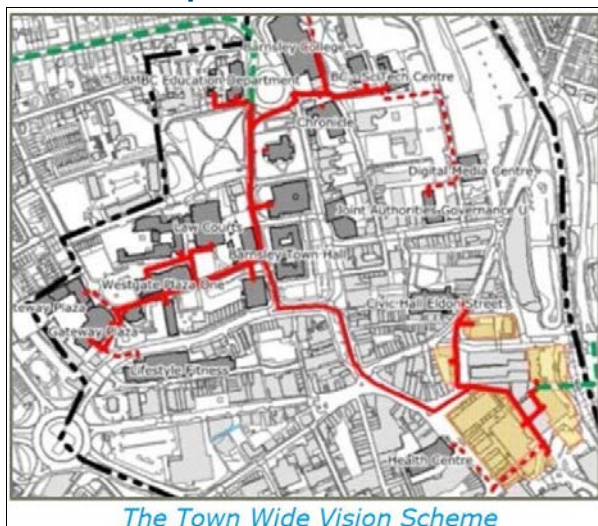 Barnsley College
BMBC Education Department
Chronicle
Digital Media Centre
Joint Authorities Governance U
Law Courts
Barnsley Town Hall
Westgate Plaza One
Civic Hall Eldon Street
Gateway Plaza
Lifestyle Fitness
Health Centre
The Town Wide Vision Scheme